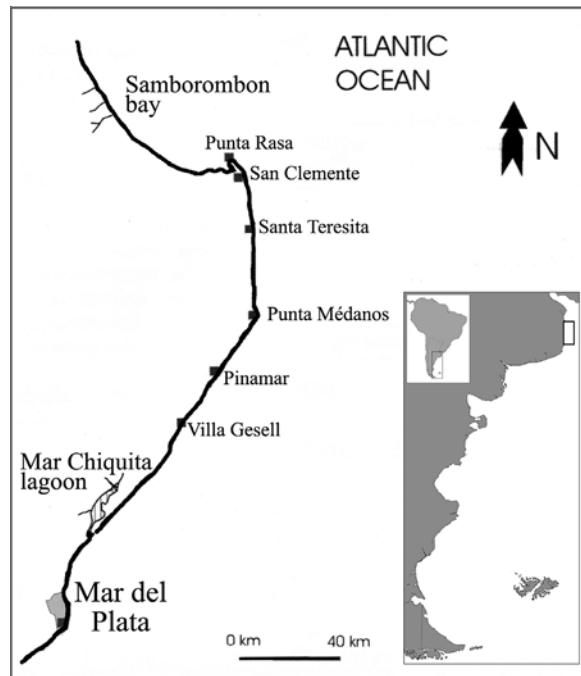 ATLANTIC
OCEAN
Samborombon
bay
Punta Rasa
N
San Clemente
Santa Teresita
Punta Médanos
Pinamar
Villa Gesell
Mar Chiquita
lagoon
Mar del
Plata
0 km
40 km